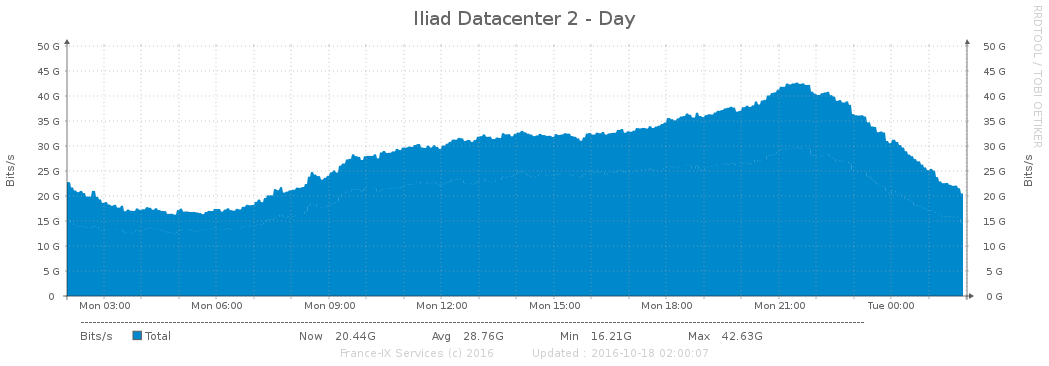 Iliad Datacenter 2 - Day
RRDTOOL / TOBI OETIKER
Bits/s
50 G 50 G
45 G 45 G
40 G 40 G
35 G 35 G
30 G 30 G
25 G 25 G
20 G 20 G
15 G 15 G
10 G 10 G
5 G 5 G
0 0 G
Bits/s
Mon 03:00 Mon 06:00 Mon 09:00 Mon 12:00 Mon 15:00 Mon 18:00 Mon 21:00 Tue 00:00
Bits/s Total Now 20.44G Avg 28.76G Min 16.21G Max 42.63G
France-IX Services (c) 2016 Updated : 2016-10-18 02:00:07